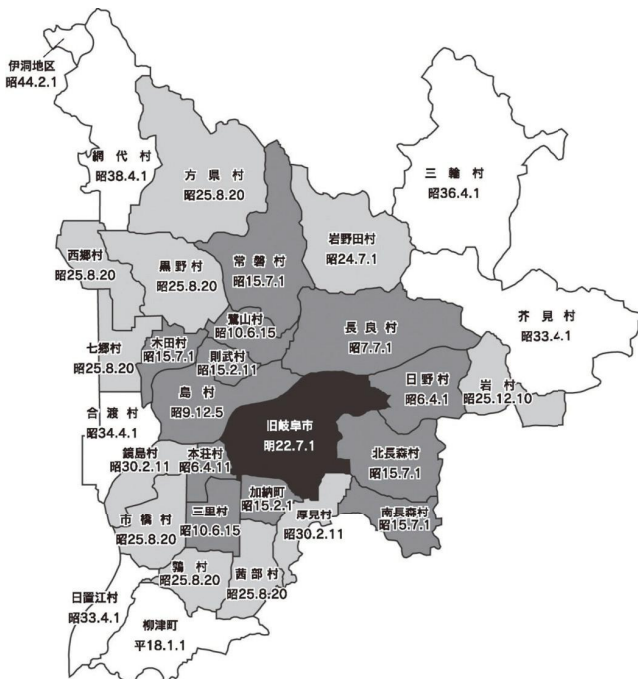 伊洞地区
昭44.2.1
網代村
昭38.4.1
方県村
昭25.8.20
三輪村
昭36.4.1
岩野田村
昭24.7.1
西郷村
昭25.8.20
黒野村
昭25.8.20
常磐村
昭15.7.1
鷺山村
昭10.6.15
長良村
昭7.7.1
芥見村
昭33.4.1
七郷村
昭25.8.20
木田村
昭15.7.1
則武村
昭15.2.11
島村
昭9.12.5
日野村
昭6.4.1
岩村
昭25.12.10
合渡村
昭34.4.1
旧岐阜市
明22.7.1
鏡島村
昭30.2.11
本荘村
昭6.4.11
北長森村
昭15.7.1
加納町
昭15.2.1
市橋村
昭25.8.20
三里村
昭10.6.15
厚見村
昭30.2.11
南長森村
昭15.7.1
鶉村
昭25.8.20
茜部村
昭25.8.20
日置江村
昭33.4.1
柳津町
平18.1.1